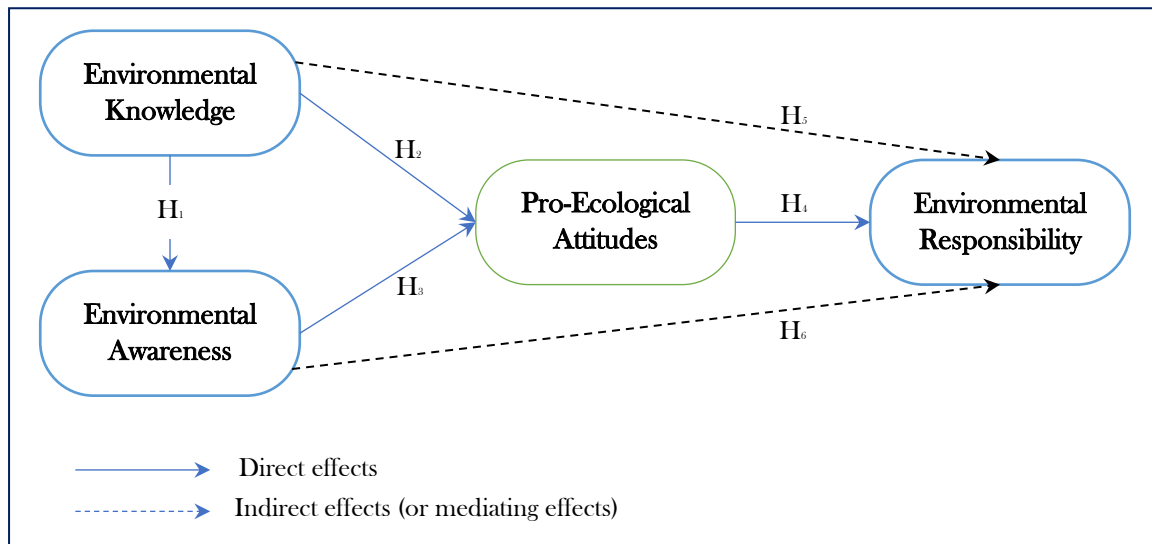 Environmental
Knowledge
H₅
H₂
H₁
Pro-Ecological
Attitudes
H₄
Environmental
Responsibility
H₃
Environmental
Awareness
H₆
Direct effects
Indirect effects (or mediating effects)